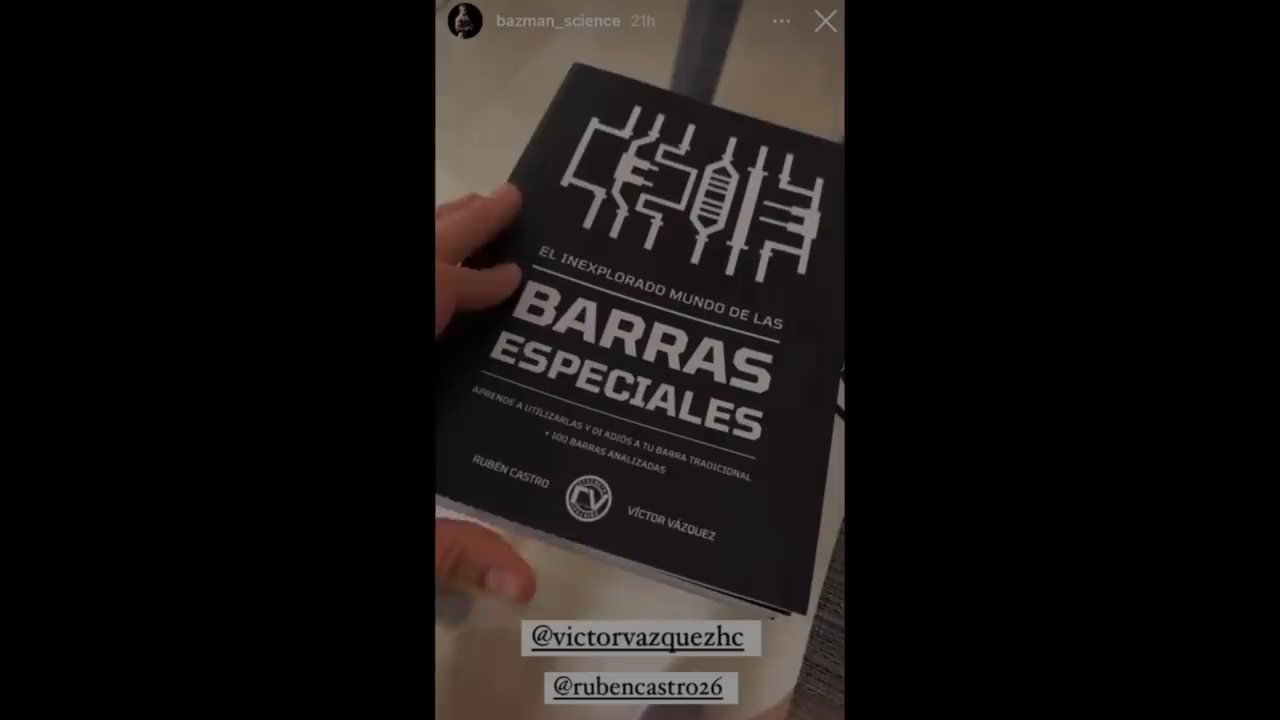 bazman_science 21h
EL INEXPLORADO MUNDO DE LAS
BARRAS
ESPECIALES
APRENDE A UTILIZARLAS Y DI ADIÓS A TU BARRA TRADICIONAL
+ 100 BARRAS ANALIZADAS
RUBÉN CASTRO
RV
VÍCTOR VÁZQUEZ
@victorvazquezhc
@rubencastro26